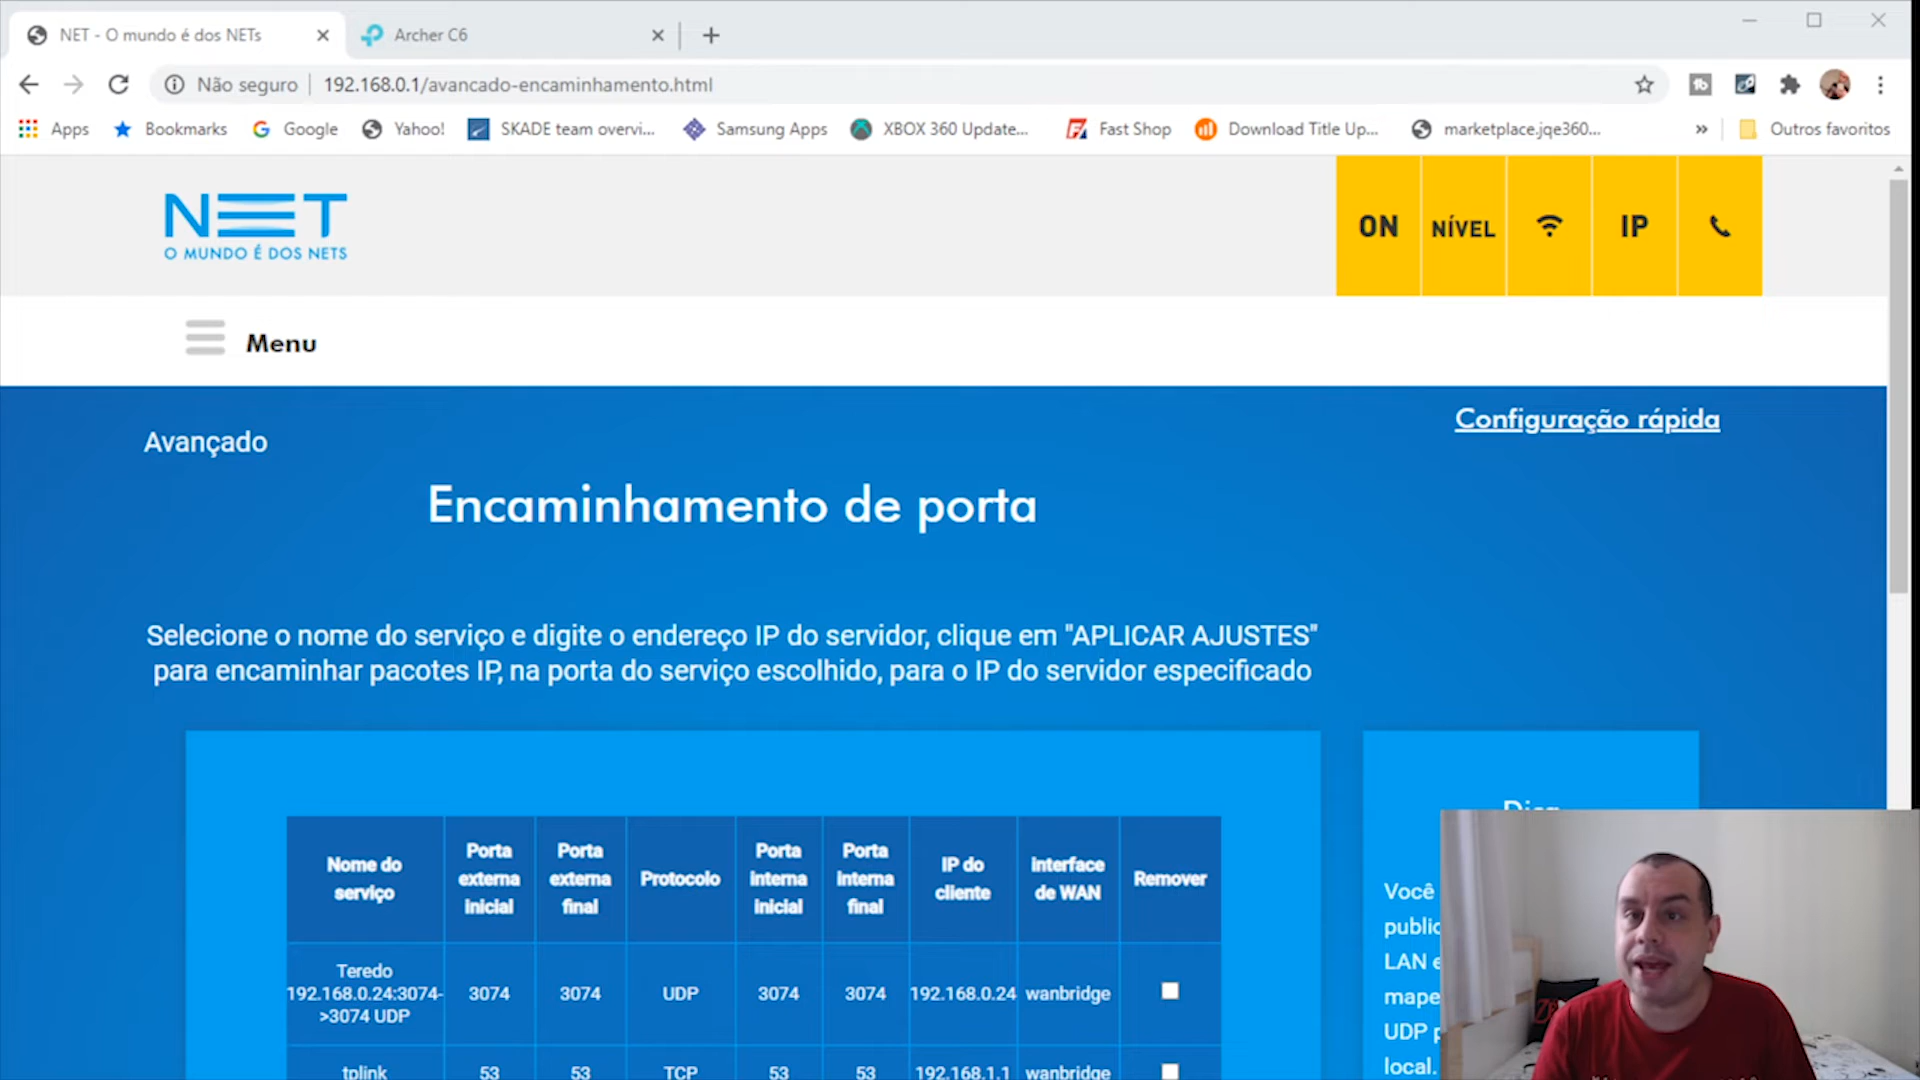 NET - O mundo é dos NETs
Archer C6
Não seguro
192.168.0.1/avancado-encaminhamento.html
Apps
Bookmarks
Google
Yahoo!
SKADE team overvi...
Samsung Apps
XBOX 360 Update...
Fast Shop
Download Title Up...
marketplace.jqe360...
»
Outros favoritos
NET
O MUNDO É DOS NETS
ON
NÍVEL
IP
Menu
Configuração rápida
Avançado
Encaminhamento de porta
Selecione o nome do serviço e digite o endereço IP do servidor, clique em "APLICAR AJUSTES"
para encaminhar pacotes IP, na porta do serviço escolhido, para o IP do servidor especificado
Nome do
serviço
Porta
externa
inicial
Porta
externa
final
Protocolo
Porta
interna
inicial
Porta
interna
final
IP do
cliente
Interface
de WAN
Remover
Teredo
192.168.0.24:3074-
>3074 UDP
3074
3074
UDP
3074
3074
192.168.0.24
wanbridge
tplink
53
53
TCP
53
53
192.168.1.1
wanbridge
Você
LAN
UDP
local.